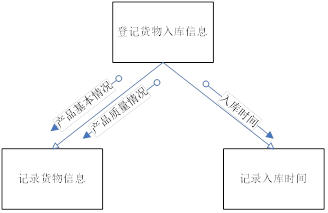 登记货物入库信息
产品基本情况
产品质量情况
入库时间
记录货物信息
记录入库时间